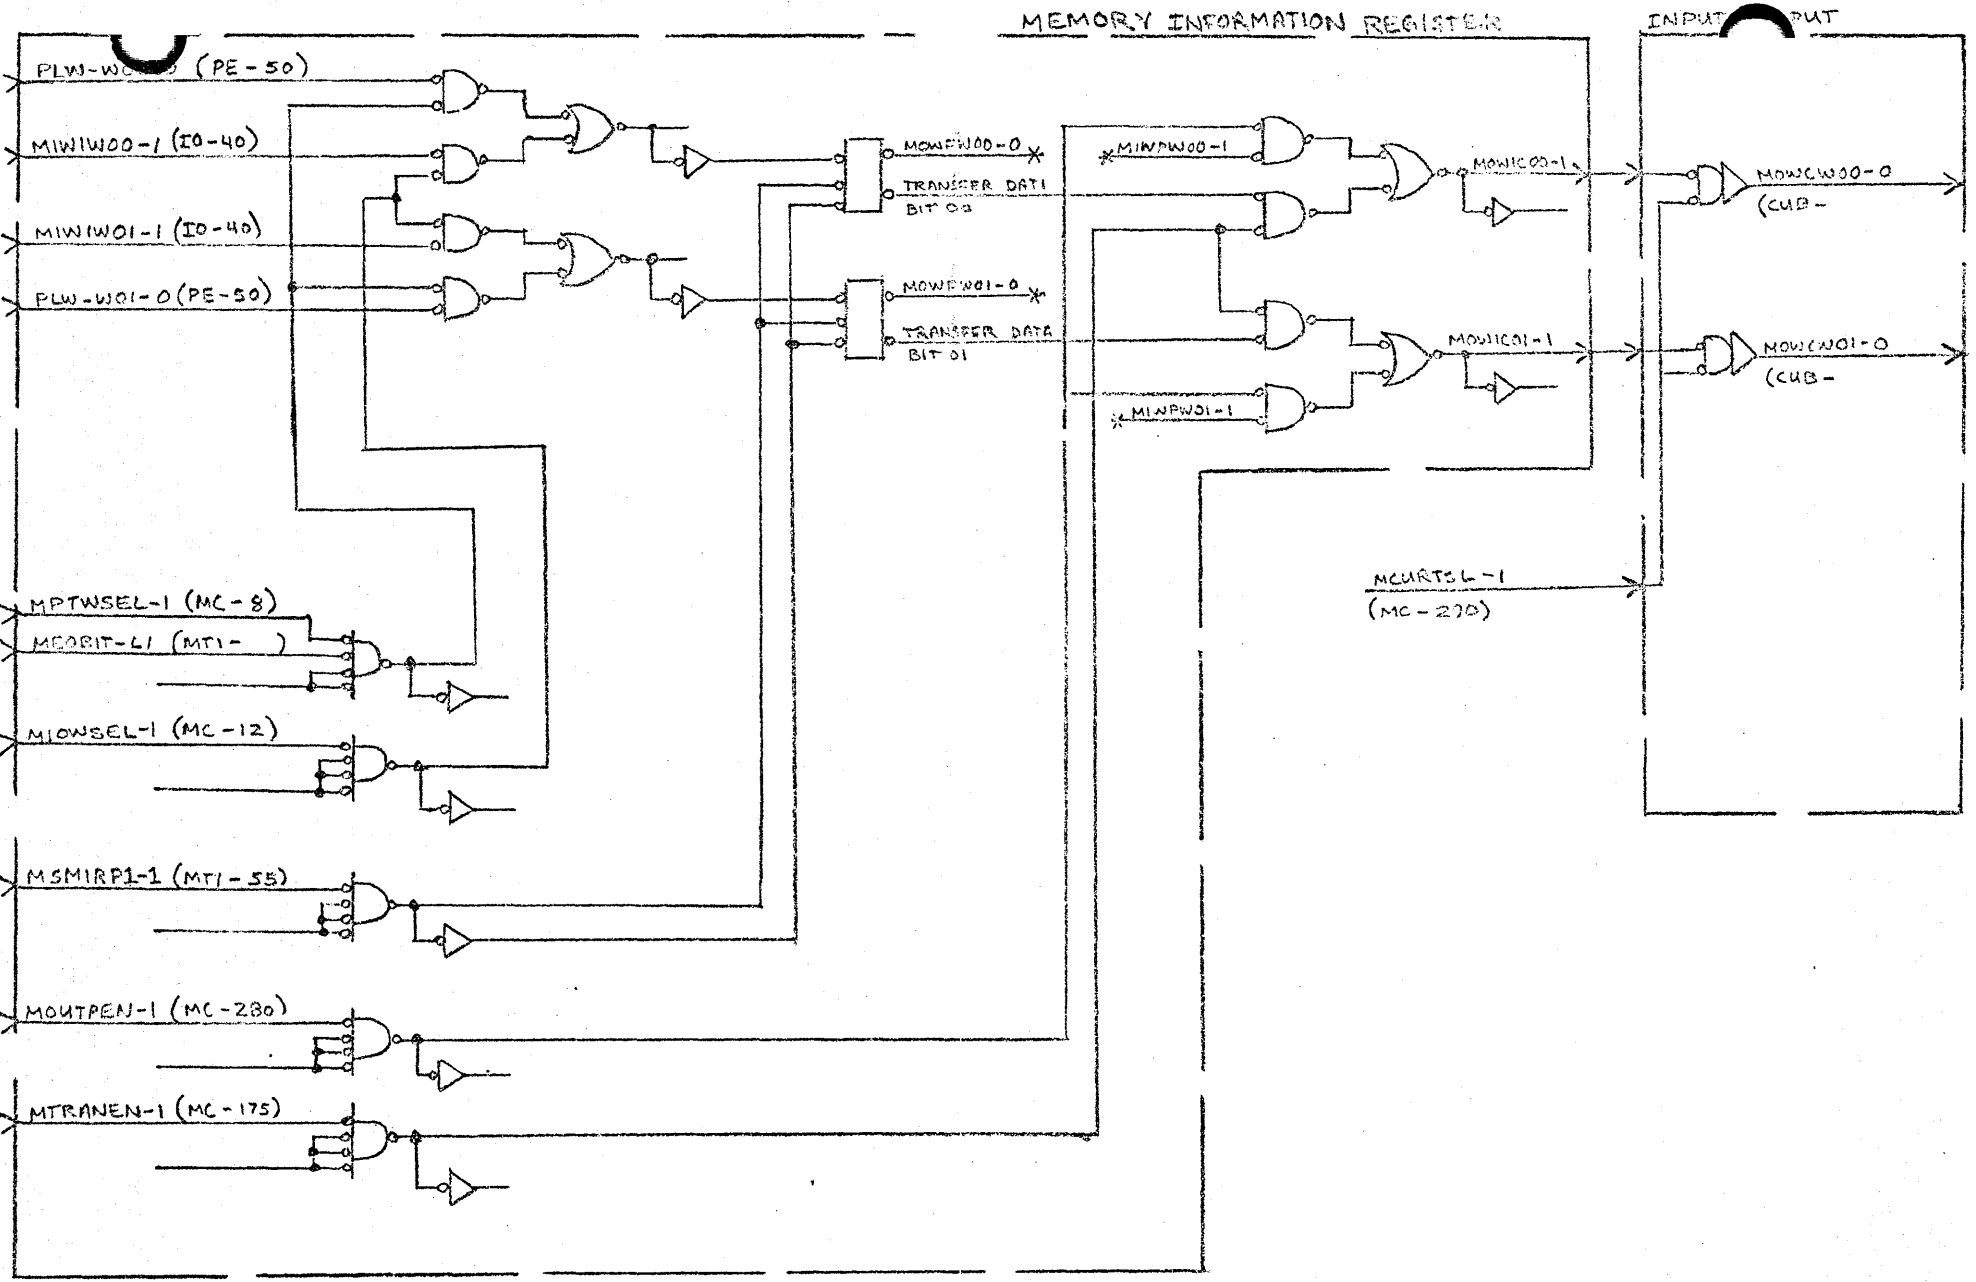 MEMORY INFORMATION REGISTER
(PE-50)
MIWIW00-1 (IO-40)
MIWIW01-1 (IO-40)
PLW-W01-0 (PE-50)
MPTWSEL-1 (MC-8)
MEOBIT-L1 (MT1- )
MIOWSEL-1 (MC-12)
MSMIRP1-1 (MT1-55)
MOUTPEN-1 (MC-280)
MTRANEN-1 (MC-175)
MOWPW00-0
TRANSFER DATA
BIT 00
MOWPW01-0
TRANSFER DATA
BIT 01
MINPW00-1
MINPW01-1
MOWIC00-1
MOWIC01-1
MCURTSL-1
(MC-270)
MOWCW00-0
(CUB-
MOWCW01-0
(CUB-